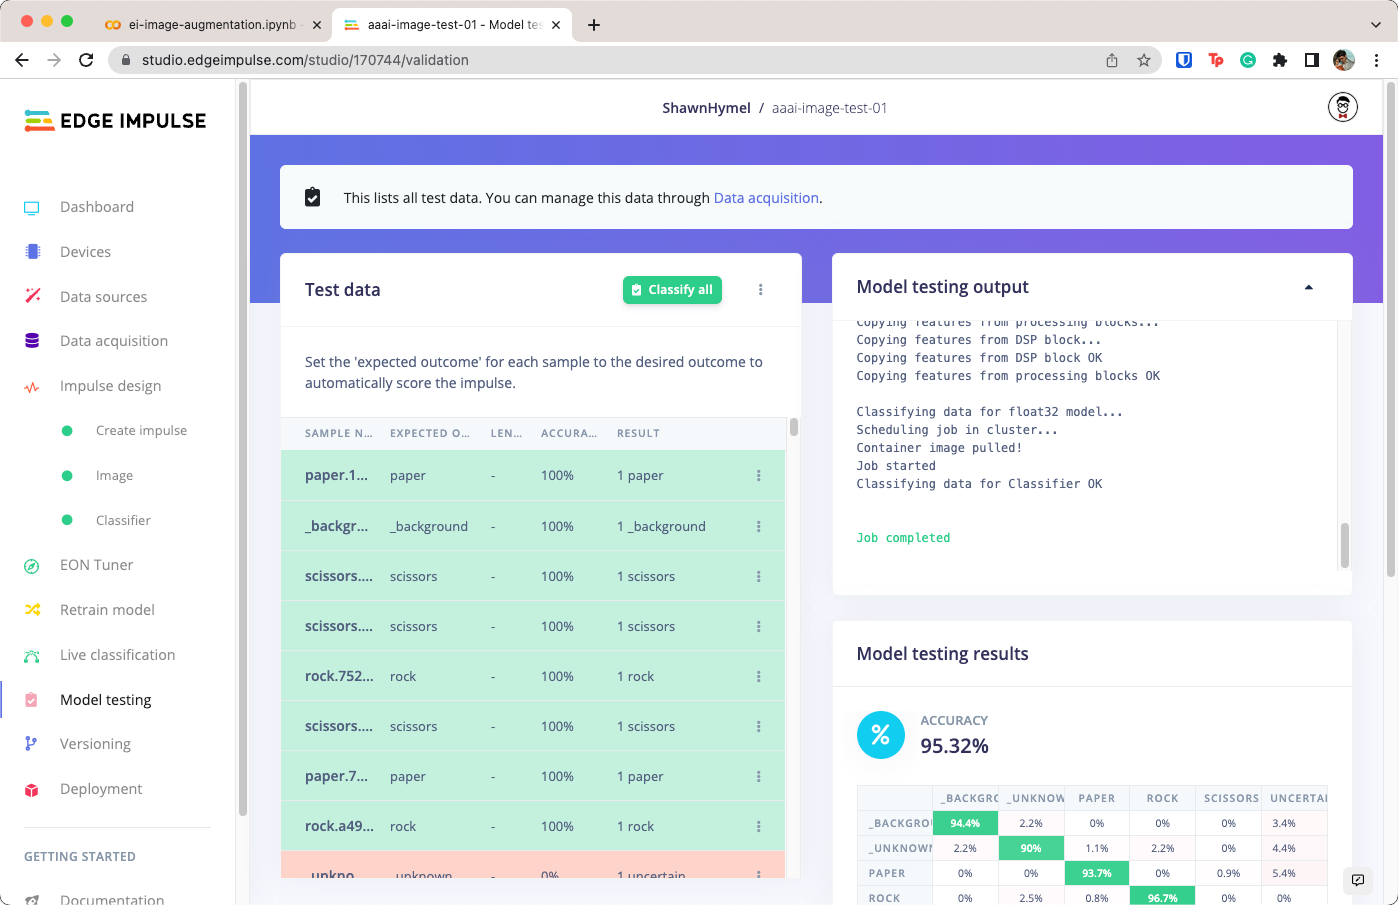 ei-image-augmentation.ipynb
aaai-image-test-01 - Model tes
studio.edgeimpulse.com/studio/170744/validation
Tp
G
EDGE IMPULSE
ShawnHymel / aaai-image-test-01
Dashboard
Devices
Data sources
Data acquisition
Impulse design
Create impulse
Image
Classifier
EON Tuner
Retrain model
Live classification
Model testing
Versioning
Deployment
GETTING STARTED
Documentation
This lists all test data. You can manage this data through Data acquisition.
Test data
Classify all
Set the 'expected outcome' for each sample to the desired outcome to
automatically score the impulse.
SAMPLE N... EXPECTED O... LEN... ACCURA... RESULT
paper.1... paper - 100% 1 paper
_backgr... _background - 100% 1 _background
scissors.... scissors - 100% 1 scissors
scissors.... scissors - 100% 1 scissors
rock.752... rock - 100% 1 rock
scissors.... scissors - 100% 1 scissors
paper.7... paper - 100% 1 paper
rock.a49... rock - 100% 1 rock
_unkno... _unknown - 0% 1 uncertain
Model testing output
Copying features from processing blocks...
Copying features from DSP block...
Copying features from DSP block OK
Copying features from processing blocks OK
Classifying data for float32 model...
Scheduling job in cluster...
Container image pulled!
Job started
Classifying data for Classifier OK
Job completed
Model testing results
%
ACCURACY
95.32%
_BACKGRO _UNKNOW PAPER ROCK SCISSORS UNCERTAI
_BACKGROU 94.4% 2.2% 0% 0% 0% 3.4%
_UNKNOWN 2.2% 90% 1.1% 2.2% 0% 4.4%
PAPER 0% 0% 93.7% 0% 0.9% 5.4%
ROCK 0% 2.5% 0.8% 96.7% 0% 0%